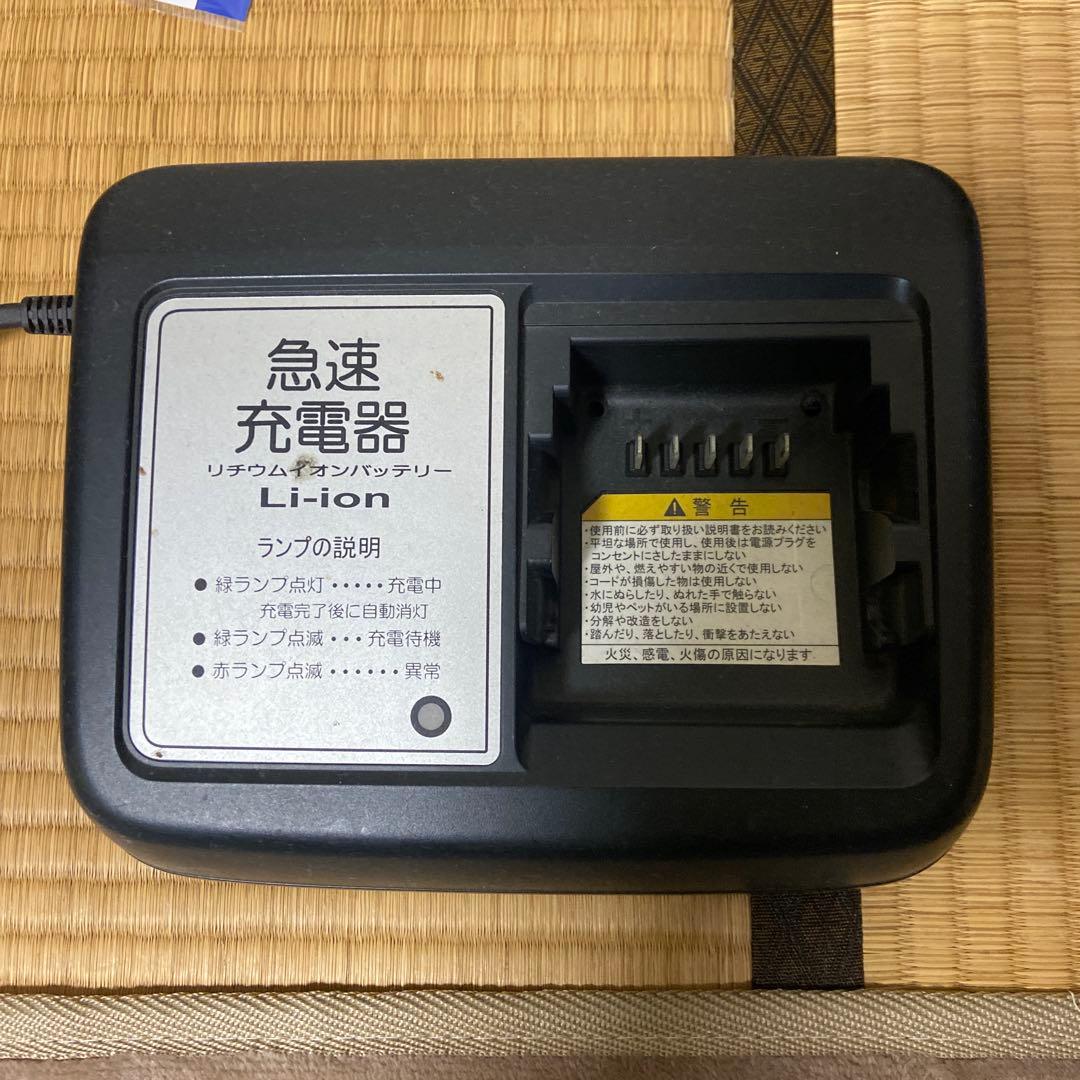 急速
充電器
リチウムイオンバッテリー
Li-ion
ランプの説明
● 緑ランプ点灯・・・・・充電中
充電完了後に自動消灯
● 緑ランプ点滅・・・充電待機
● 赤ランプ点滅・・・・・・異常
⚠警告
・使用前に必ず取り扱い説明書をお読みください
・平坦な場所で使用し、使用後は電源プラグを
コンセントにさしたままにしない
・屋外や、燃えやすい物の近くで使用しない
・コードが損傷した物は使用しない
・水にぬらしたり、ぬれた手で触らない
・幼児やペットがいる場所に設置しない
・分解や改造をしない
・踏んだり、落としたり、衝撃をあたえない
火災、感電、火傷の原因になります